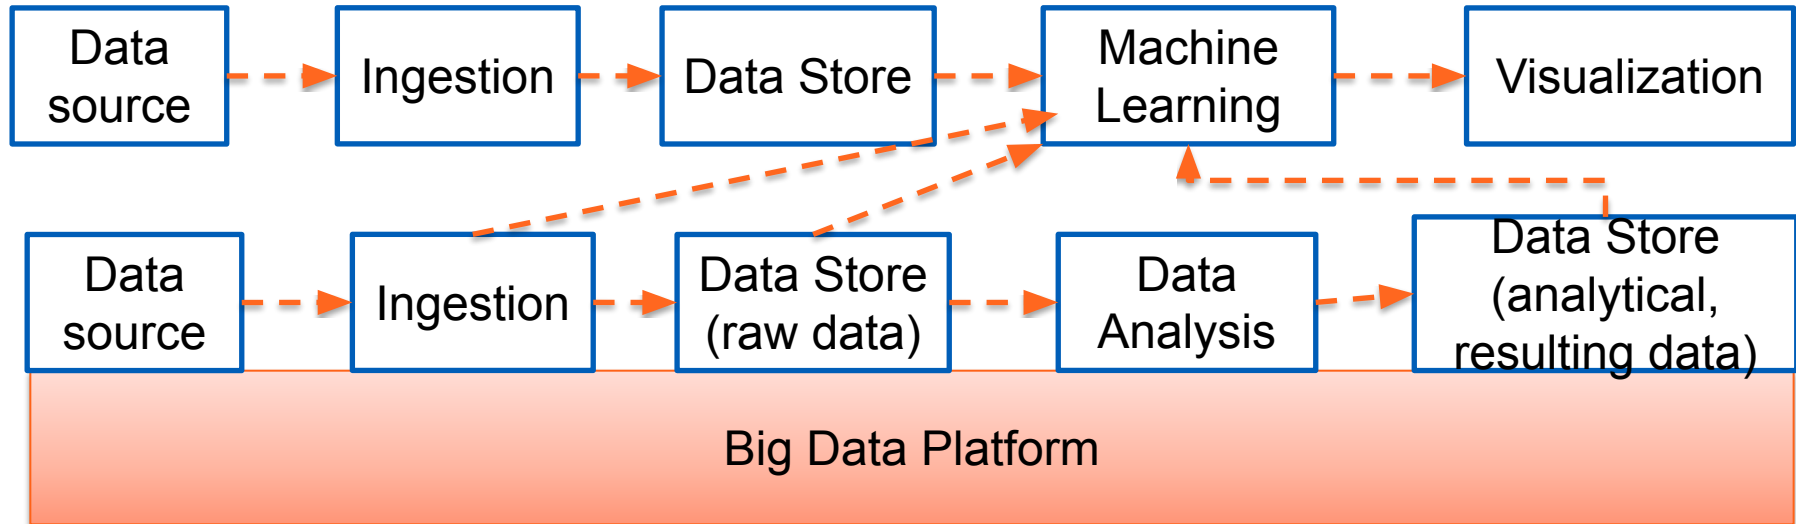 Data
source
Ingestion
Data Store
Machine
Learning
Visualization
Data
source
Ingestion
Data Store
(raw data)
Data
Analysis
Data Store
(analytical,
resulting data)
Big Data Platform